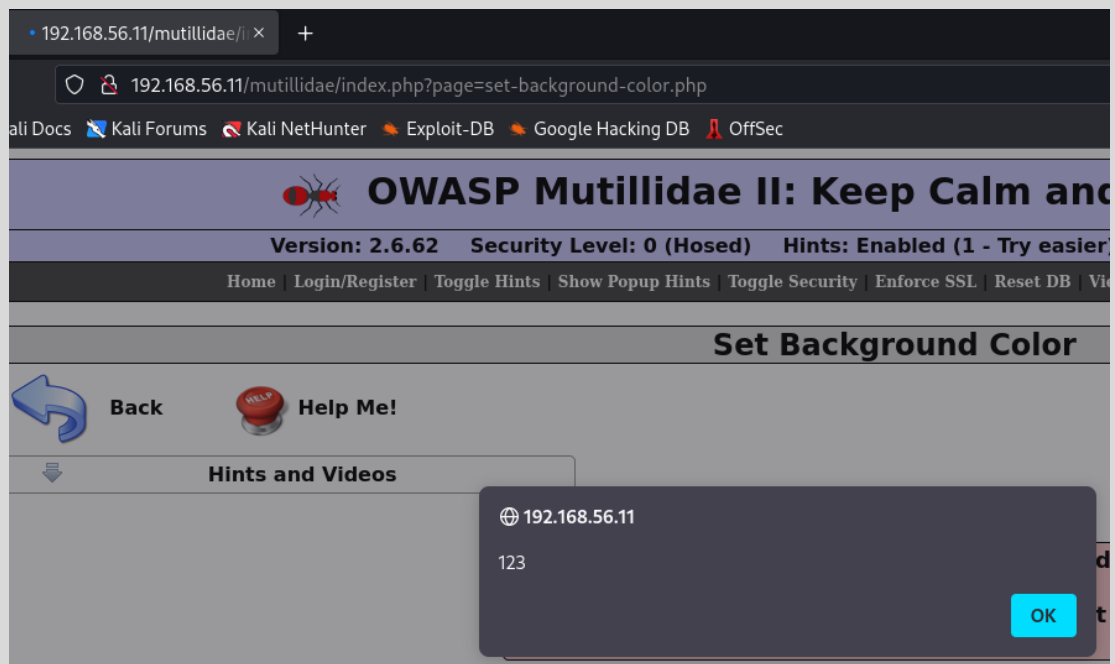 192.168.56.11/mutillidae/i
192.168.56.11/mutillidae/index.php?page=set-background-color.php
ali Docs Kali Forums Kali NetHunter Exploit-DB Google Hacking DB OffSec
OWASP Mutillidae II: Keep Calm and
Version: 2.6.62 Security Level: 0 (Hosed) Hints: Enabled (1 - Try easier)
Home | Login/Register | Toggle Hints | Show Popup Hints | Toggle Security | Enforce SSL | Reset DB |
Set Background Color
Back HELP Help Me!
Hints and Videos
192.168.56.11
123
OK